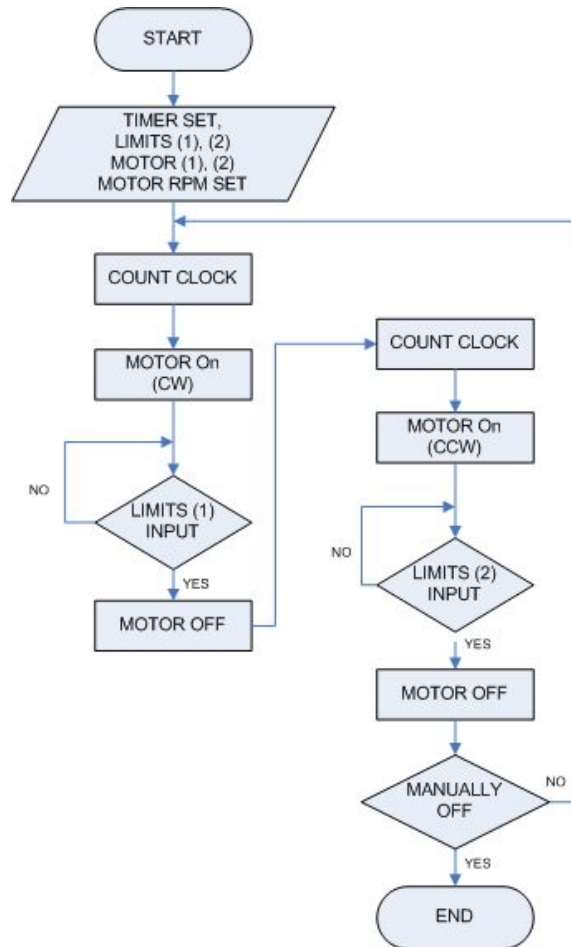 START
TIMER SET,
LIMITS (1), (2)
MOTOR (1), (2)
MOTOR RPM SET
COUNT CLOCK
MOTOR On
(CW)
NO
LIMITS (1)
INPUT
YES
MOTOR OFF
COUNT CLOCK
MOTOR On
(CCW)
NO
LIMITS (2)
INPUT
YES
MOTOR OFF
MANUALLY
OFF
NO
YES
END